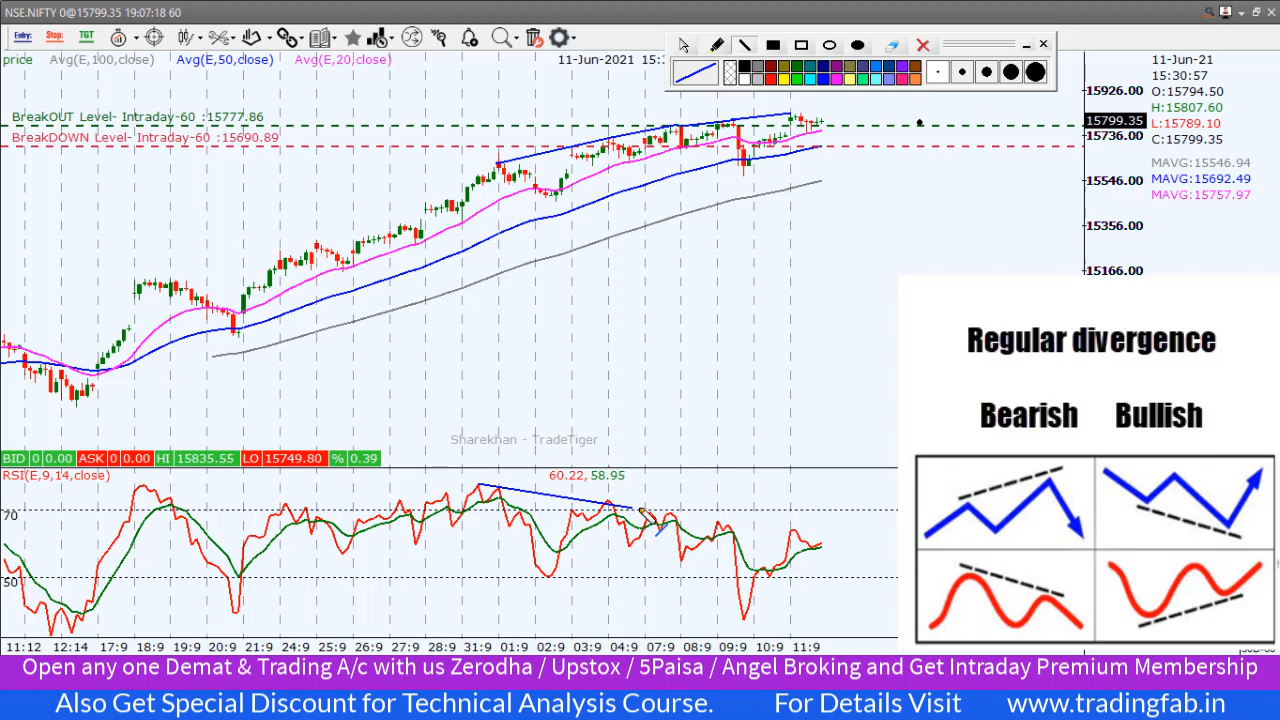 NSE.NIFTY 0@15799.35 19:07:18 60
Entry: Stop: TGT
price Avg(E,100,close) Avg(E,50,close) Avg(E,20,close) 11-Jun-2021 15:3
BreakOUT Level- Intraday-60 :15777.86
BreakDOWN Level- Intraday-60 :15690.89
15926.00
15799.35
15736.00
15546.00
15356.00
15166.00
11-Jun-21
15:30:57
O:15794.50
H:15807.60
L:15789.10
C:15799.35
MAVG:15546.94
MAVG:15692.49
MAVG:15757.97
Regular divergence
Bearish Bullish
Sharekhan - TradeTiger
BID 0 0.00 ASK 0 0.00 HI 15835.55 LO 15749.80 % 0.39
RSI(E,9,14,close) 60.22, 58.95
70
50
11:12 12:14 17:9 18:9 19:9 20:9 21:9 24:9 25:9 26:9 27:9 28:9 31:9 01:9 02:9 03:9 04:9 07:9 08:9 09:9 10:9 11:9
Open any one Demat & Trading A/c with us Zerodha / Upstox / 5Paisa / Angel Broking and Get Intraday Premium Membership
Also Get Special Discount for Technical Analysis Course. For Details Visit www.tradingfab.in